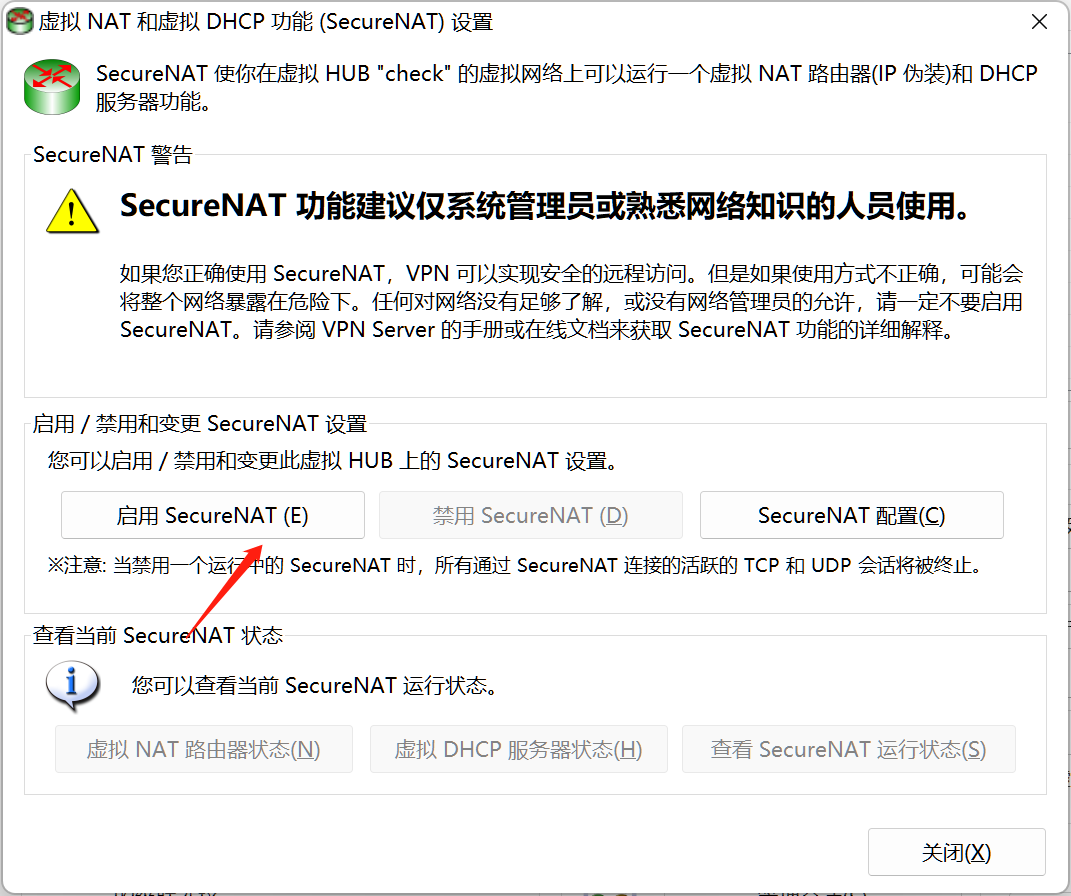 虚拟 NAT 和虚拟 DHCP 功能 (SecureNAT) 设置
SecureNAT 使你在虚拟 HUB "check" 的虚拟网络上可以运行一个虚拟 NAT 路由器(IP 伪装)和 DHCP
服务器功能。
SecureNAT 警告
SecureNAT 功能建议仅系统管理员或熟悉网络知识的人员使用。
如果您正确使用 SecureNAT，VPN 可以实现安全的远程访问。但是如果使用方式不正确，可能会
将整个网络暴露在危险下。任何对网络没有足够了解，或没有网络管理员的允许，请一定不要启用
SecureNAT。请参阅 VPN Server 的手册或在线文档来获取 SecureNAT 功能的详细解释。
启用 / 禁用和变更 SecureNAT 设置
您可以启用 / 禁用和变更此虚拟 HUB 上的 SecureNAT 设置。
启用 SecureNAT (E) 禁用 SecureNAT (D) SecureNAT 配置(C)
※注意: 当禁用一个运行中的 SecureNAT 时，所有通过 SecureNAT 连接的活跃的 TCP 和 UDP 会话将被终止。
查看当前 SecureNAT 状态
您可以查看当前 SecureNAT 运行状态。
虚拟 NAT 路由器状态(N) 虚拟 DHCP 服务器状态(H) 查看 SecureNAT 运行状态(S)
关闭(X)